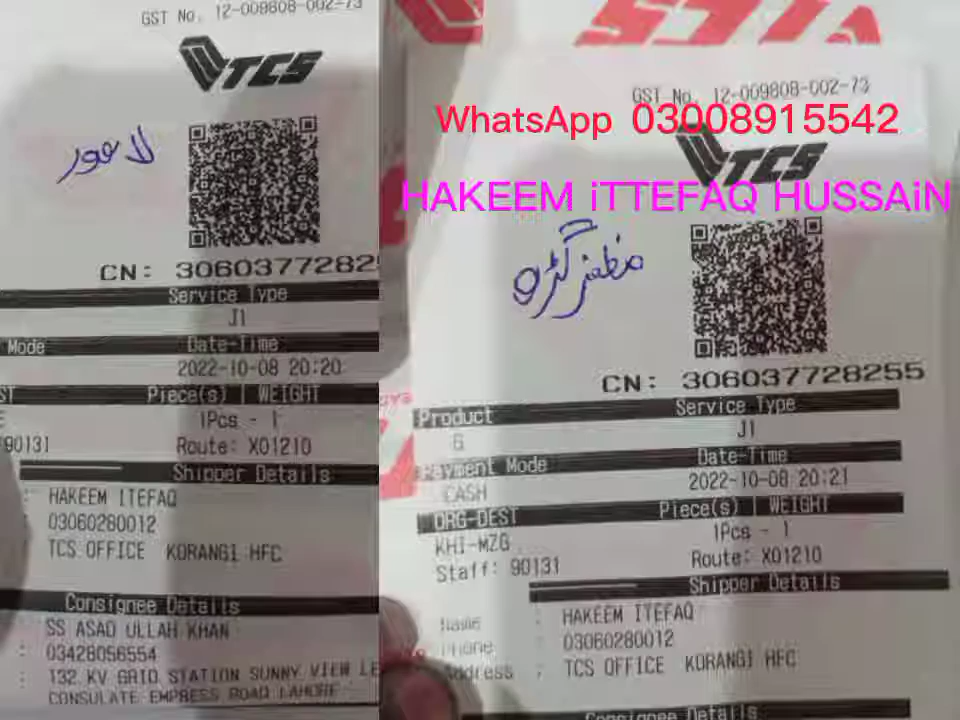 GST No. 12-009808-002-73
TCS
لاہور
CN: 3060377282
Service Type
J1
Mode
Date-Time
2022-10-08 20:20
Piece(s) | WEIGHT
1Pcs - 1
90131
Route: X01210
Shipper Details
: HAKEEM ITEFAQ
: 03060280012
: TCS OFFICE KORANGI HFC
Consignee Details
SS ASAD ULLAH KHAN
: 03428056554
: 132 KV GRID STATION SUNNY VIEW LE
CONSULATE EMPRESS ROAD LAHORE
GST No. 12-009808-002-73
WhatsApp 03008915542
TCS
HAKEEM iTTEFAQ HUSSAiN
مظفر گڑھ
CN: 306037728255
Product
Service Type
G
J1
Payment Mode
Date-Time
CASH
2022-10-08 20:21
ORG-DEST
Piece(s) | WEIGHT
KHI-MZG
1Pcs - 1
Staff: 90131
Route: X01210
Shipper Details
Name : HAKEEM ITEFAQ
Phone : 03060280012
Address : TCS OFFICE KORANGI HFC
Consignee Details